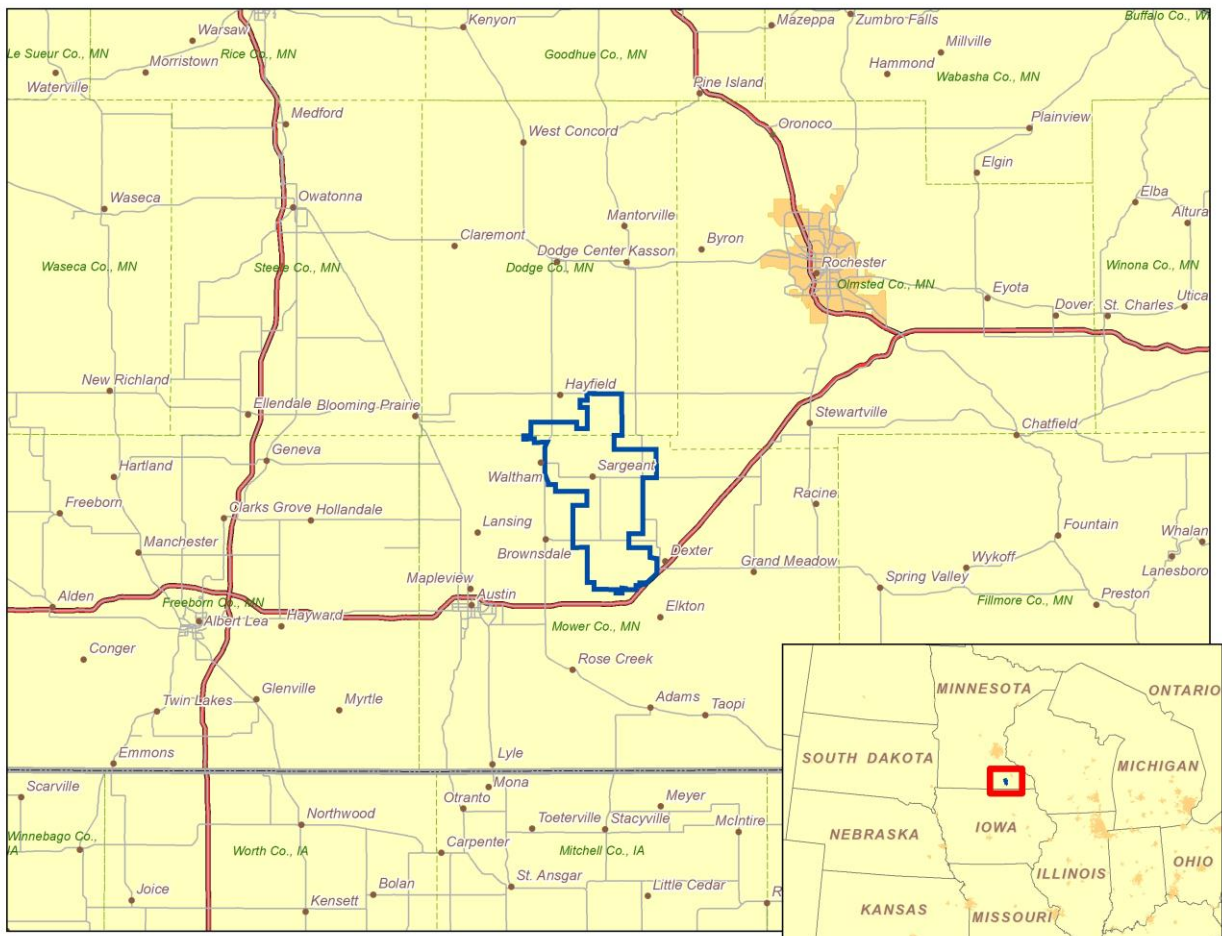 Warsaw
Kenyon
Mazeppa
Zumbro Falls
Buffalo Co., WI
Le Sueur Co., MN
Rice Co., MN
Goodhue Co., MN
Millville
Morristown
Hammond
Wabasha Co., MN
Waterville
Pine Island
Medford
West Concord
Oronoco
Plainview
Elgin
Waseca
Owatonna
Elba
Altura
Mantorville
Claremont
Dodge Center
Kasson
Byron
Waseca Co., MN
Steele Co., MN
Dodge Co., MN
Rochester
Winona Co., MN
Olmsted Co., MN
Eyota
Dover
St. Charles
Utica
New Richland
Hayfield
Ellendale
Blooming Prairie
Stewartville
Chatfield
Geneva
Hartland
Waltham
Sargeant
Racine
Freeborn
Clarks Grove
Hollandale
Lansing
Fountain
Whalan
Manchester
Brownsdale
Dexter
Grand Meadow
Wykoff
Lanesboro
Mapleview
Spring Valley
Alden
Freeborn Co., MN
Austin
Fillmore Co., MN
Preston
Albert Lea
Hayward
Elkton
Mower Co., MN
Conger
Rose Creek
Twin Lakes
Glenville
Myrtle
Adams
Taopi
Emmons
Lyle
Scarville
Mona
Northwood
Otranto
Meyer
Toeterville
Stacyville
McIntire
Winnebago Co.,
IA
Worth Co., IA
Carpenter
Mitchell Co., IA
Joice
Kensett
Bolan
St. Ansgar
Little Cedar
R
MINNESOTA
ONTARIO
SOUTH DAKOTA
MICHIGAN
NEBRASKA
IOWA
ILLINOIS
OHIO
KANSAS
MISSOURI